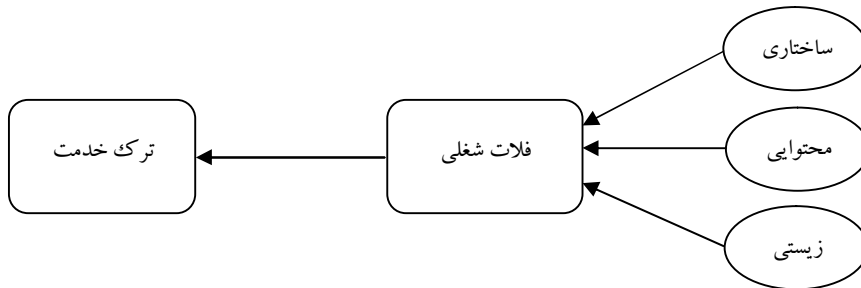 ساختاری
محتوایی
زیستی
فلات شغلی
ترک خدمت